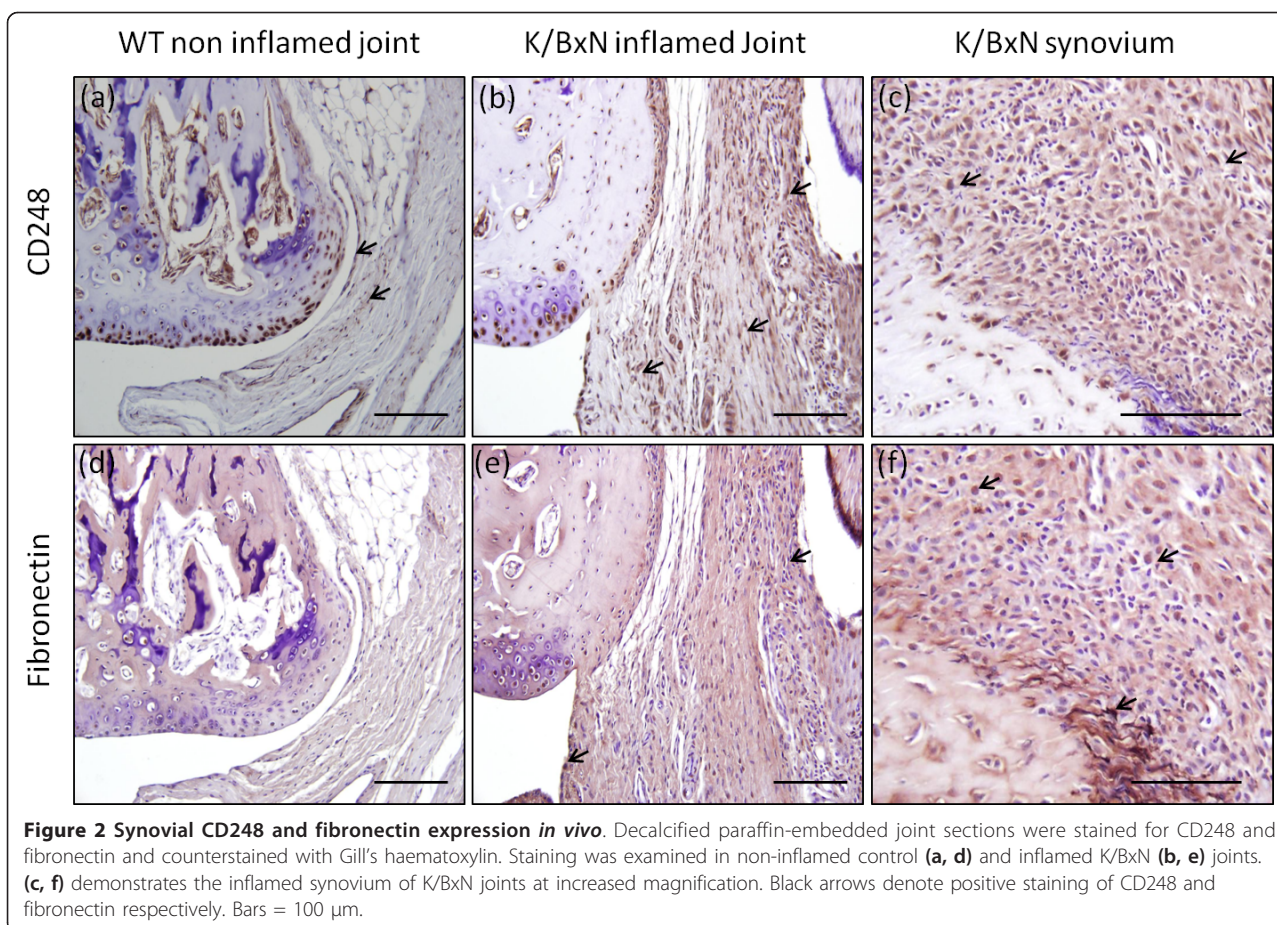 WT non inflamed joint
K/BxN inflamed Joint
K/BxN synovium
CD248
(a)
(b)
(c)
Fibronectin
(d)
(e)
(f)
Figure 2 Synovial CD248 and fibronectin expression in vivo. Decalcified paraffin-embedded joint sections were stained for CD248 and
fibronectin and counterstained with Gill's haematoxylin. Staining was examined in non-inflamed control (a, d) and inflamed K/BxN (b, e) joints.
(c, f) demonstrates the inflamed synovium of K/BxN joints at increased magnification. Black arrows denote positive staining of CD248 and
fibronectin respectively. Bars = 100 μm.